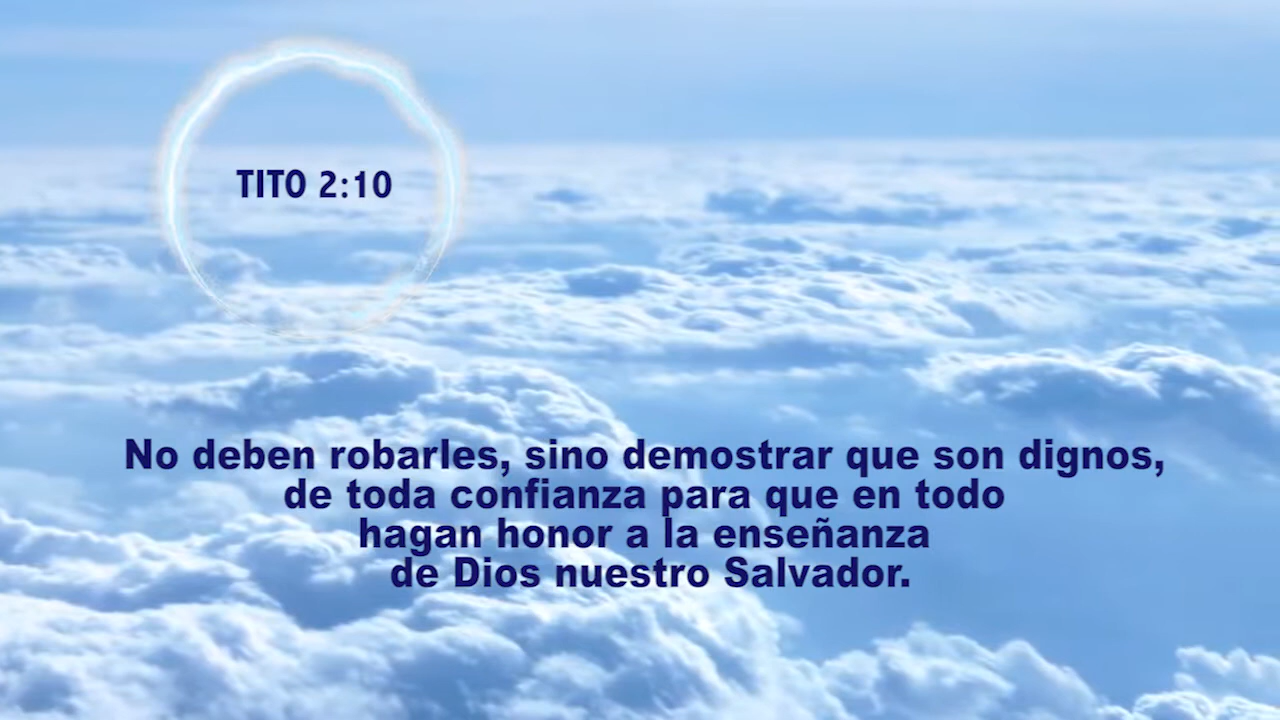 TITO 2:10
No deben robarles, sino demostrar que son dignos,
de toda confianza para que en todo
hagan honor a la enseñanza
de Dios nuestro Salvador.